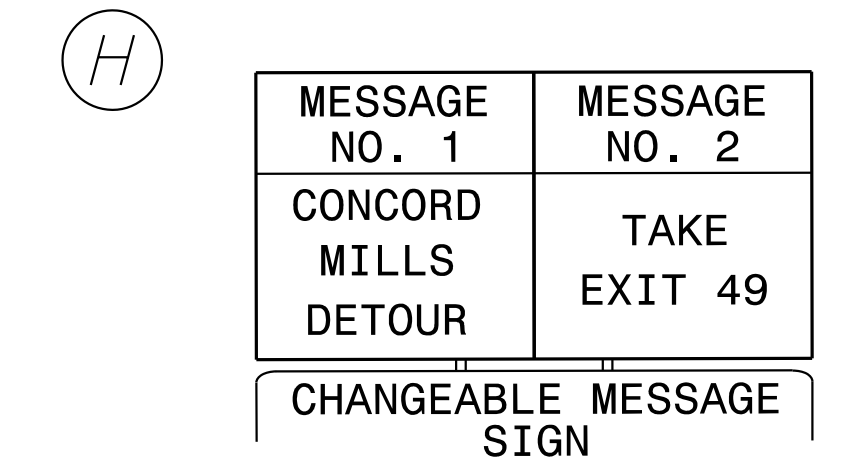 H
MESSAGE
NO. 1
MESSAGE
NO. 2
CONCORD
MILLS
DETOUR
TAKE
EXIT 49
CHANGEABLE MESSAGE
SIGN